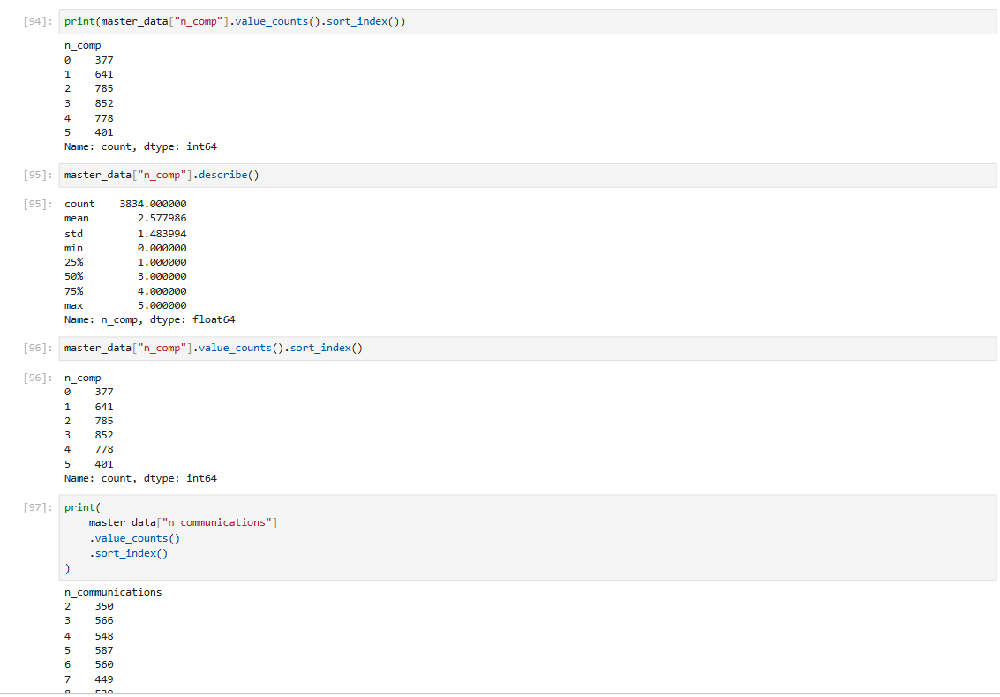 [94]: print(master_data["n_comp"].value_counts().sort_index())
n_comp
0    377
1    641
2    785
3    852
4    778
5    401
Name: count, dtype: int64
[95]: master_data["n_comp"].describe()
[95]: count    3834.000000
mean        2.577986
std         1.483994
min         0.000000
25%         1.000000
50%         3.000000
75%         4.000000
max         5.000000
Name: n_comp, dtype: float64
[96]: master_data["n_comp"].value_counts().sort_index()
[96]: n_comp
0    377
1    641
2    785
3    852
4    778
5    401
Name: count, dtype: int64
[97]: print(
    master_data["n_communications"]
    .value_counts()
    .sort_index()
)
n_communications
2    350
3    566
4    548
5    587
6    560
7    449